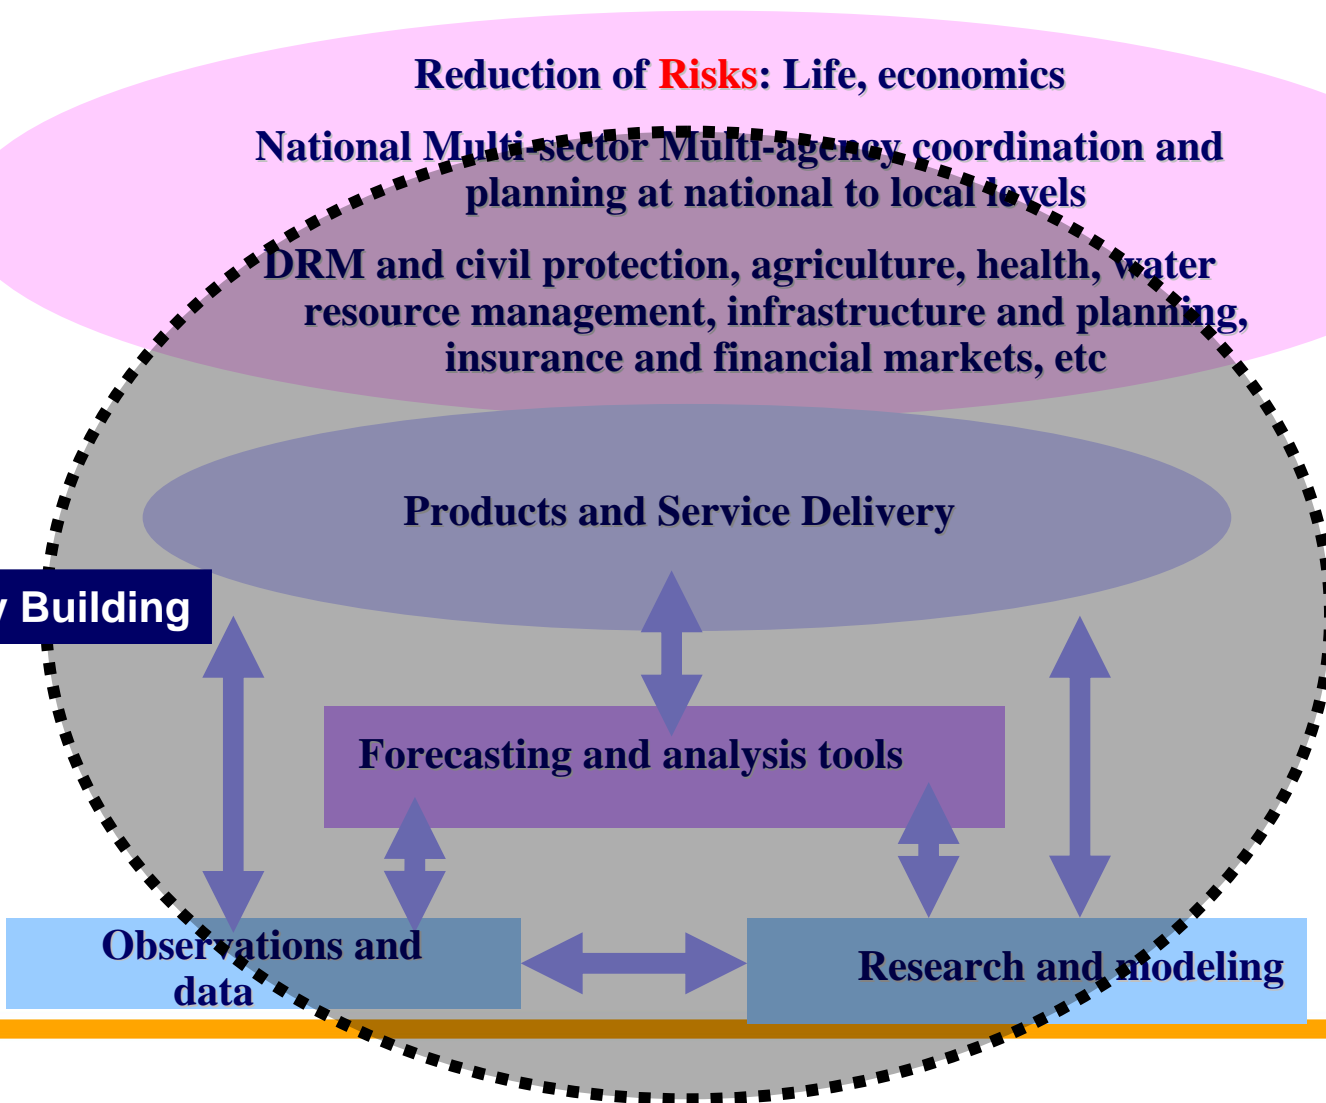 Reduction of Risks: Life, economics
National Multi-sector Multi-agency coordination and
planning at national to local levels
DRM and civil protection, agriculture, health, water
resource management, infrastructure and planning,
insurance and financial markets, etc
Products and Service Delivery
y Building
Forecasting and analysis tools
Observations and
data
Research and modeling